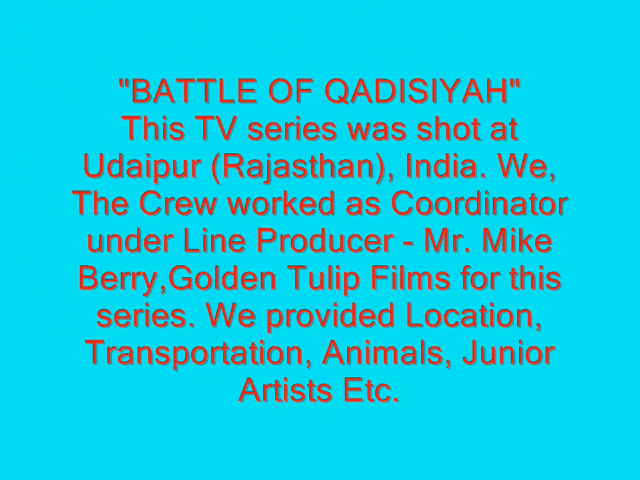 "BATTLE OF QADISIYAH"
This TV series was shot at
Udaipur (Rajasthan), India. We,
The Crew worked as Coordinator
under Line Producer - Mr. Mike
Berry,Golden Tulip Films for this
series. We provided Location,
Transportation, Animals, Junior
Artists Etc.